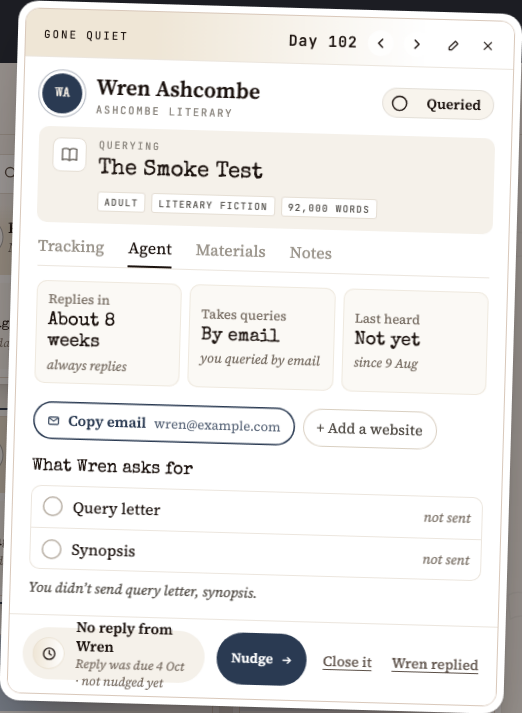 GONE QUIET
Day 102
WA
Wren Ashcombe
ASHCOMBE LITERARY
Queried
QUERYING
The Smoke Test
ADULT
LITERARY FICTION
92,000 WORDS
Tracking
Agent
Materials
Notes
Replies in
About 8
weeks
always replies
Takes queries
By email
you queried by email
Last heard
Not yet
since 9 Aug
Copy email wren@example.com
+ Add a website
What Wren asks for
Query letter
not sent
Synopsis
not sent
You didn't send query letter, synopsis.
No reply from
Wren
Reply was due 4 Oct
· not nudged yet
Nudge →
Close it
Wren replied